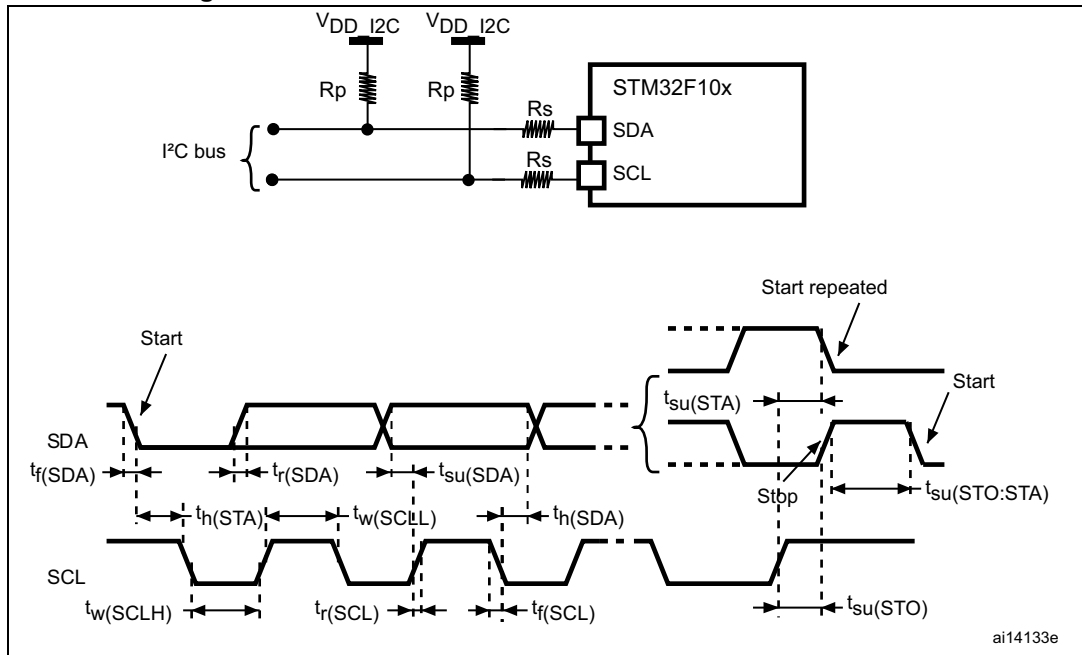 VDD_I2C VDD_I2C
Rp Rp
STM32F10x
Rs
SDA
I²C bus
Rs
SCL
Start repeated
Start
Start
tsu(STA)
SDA
tf(SDA) tr(SDA) tsu(SDA)
Stop
tsu(STO:STA)
th(STA) tw(SCLL) th(SDA)
SCL
tw(SCLH) tr(SCL) tf(SCL) tsu(STO)
ai14133e